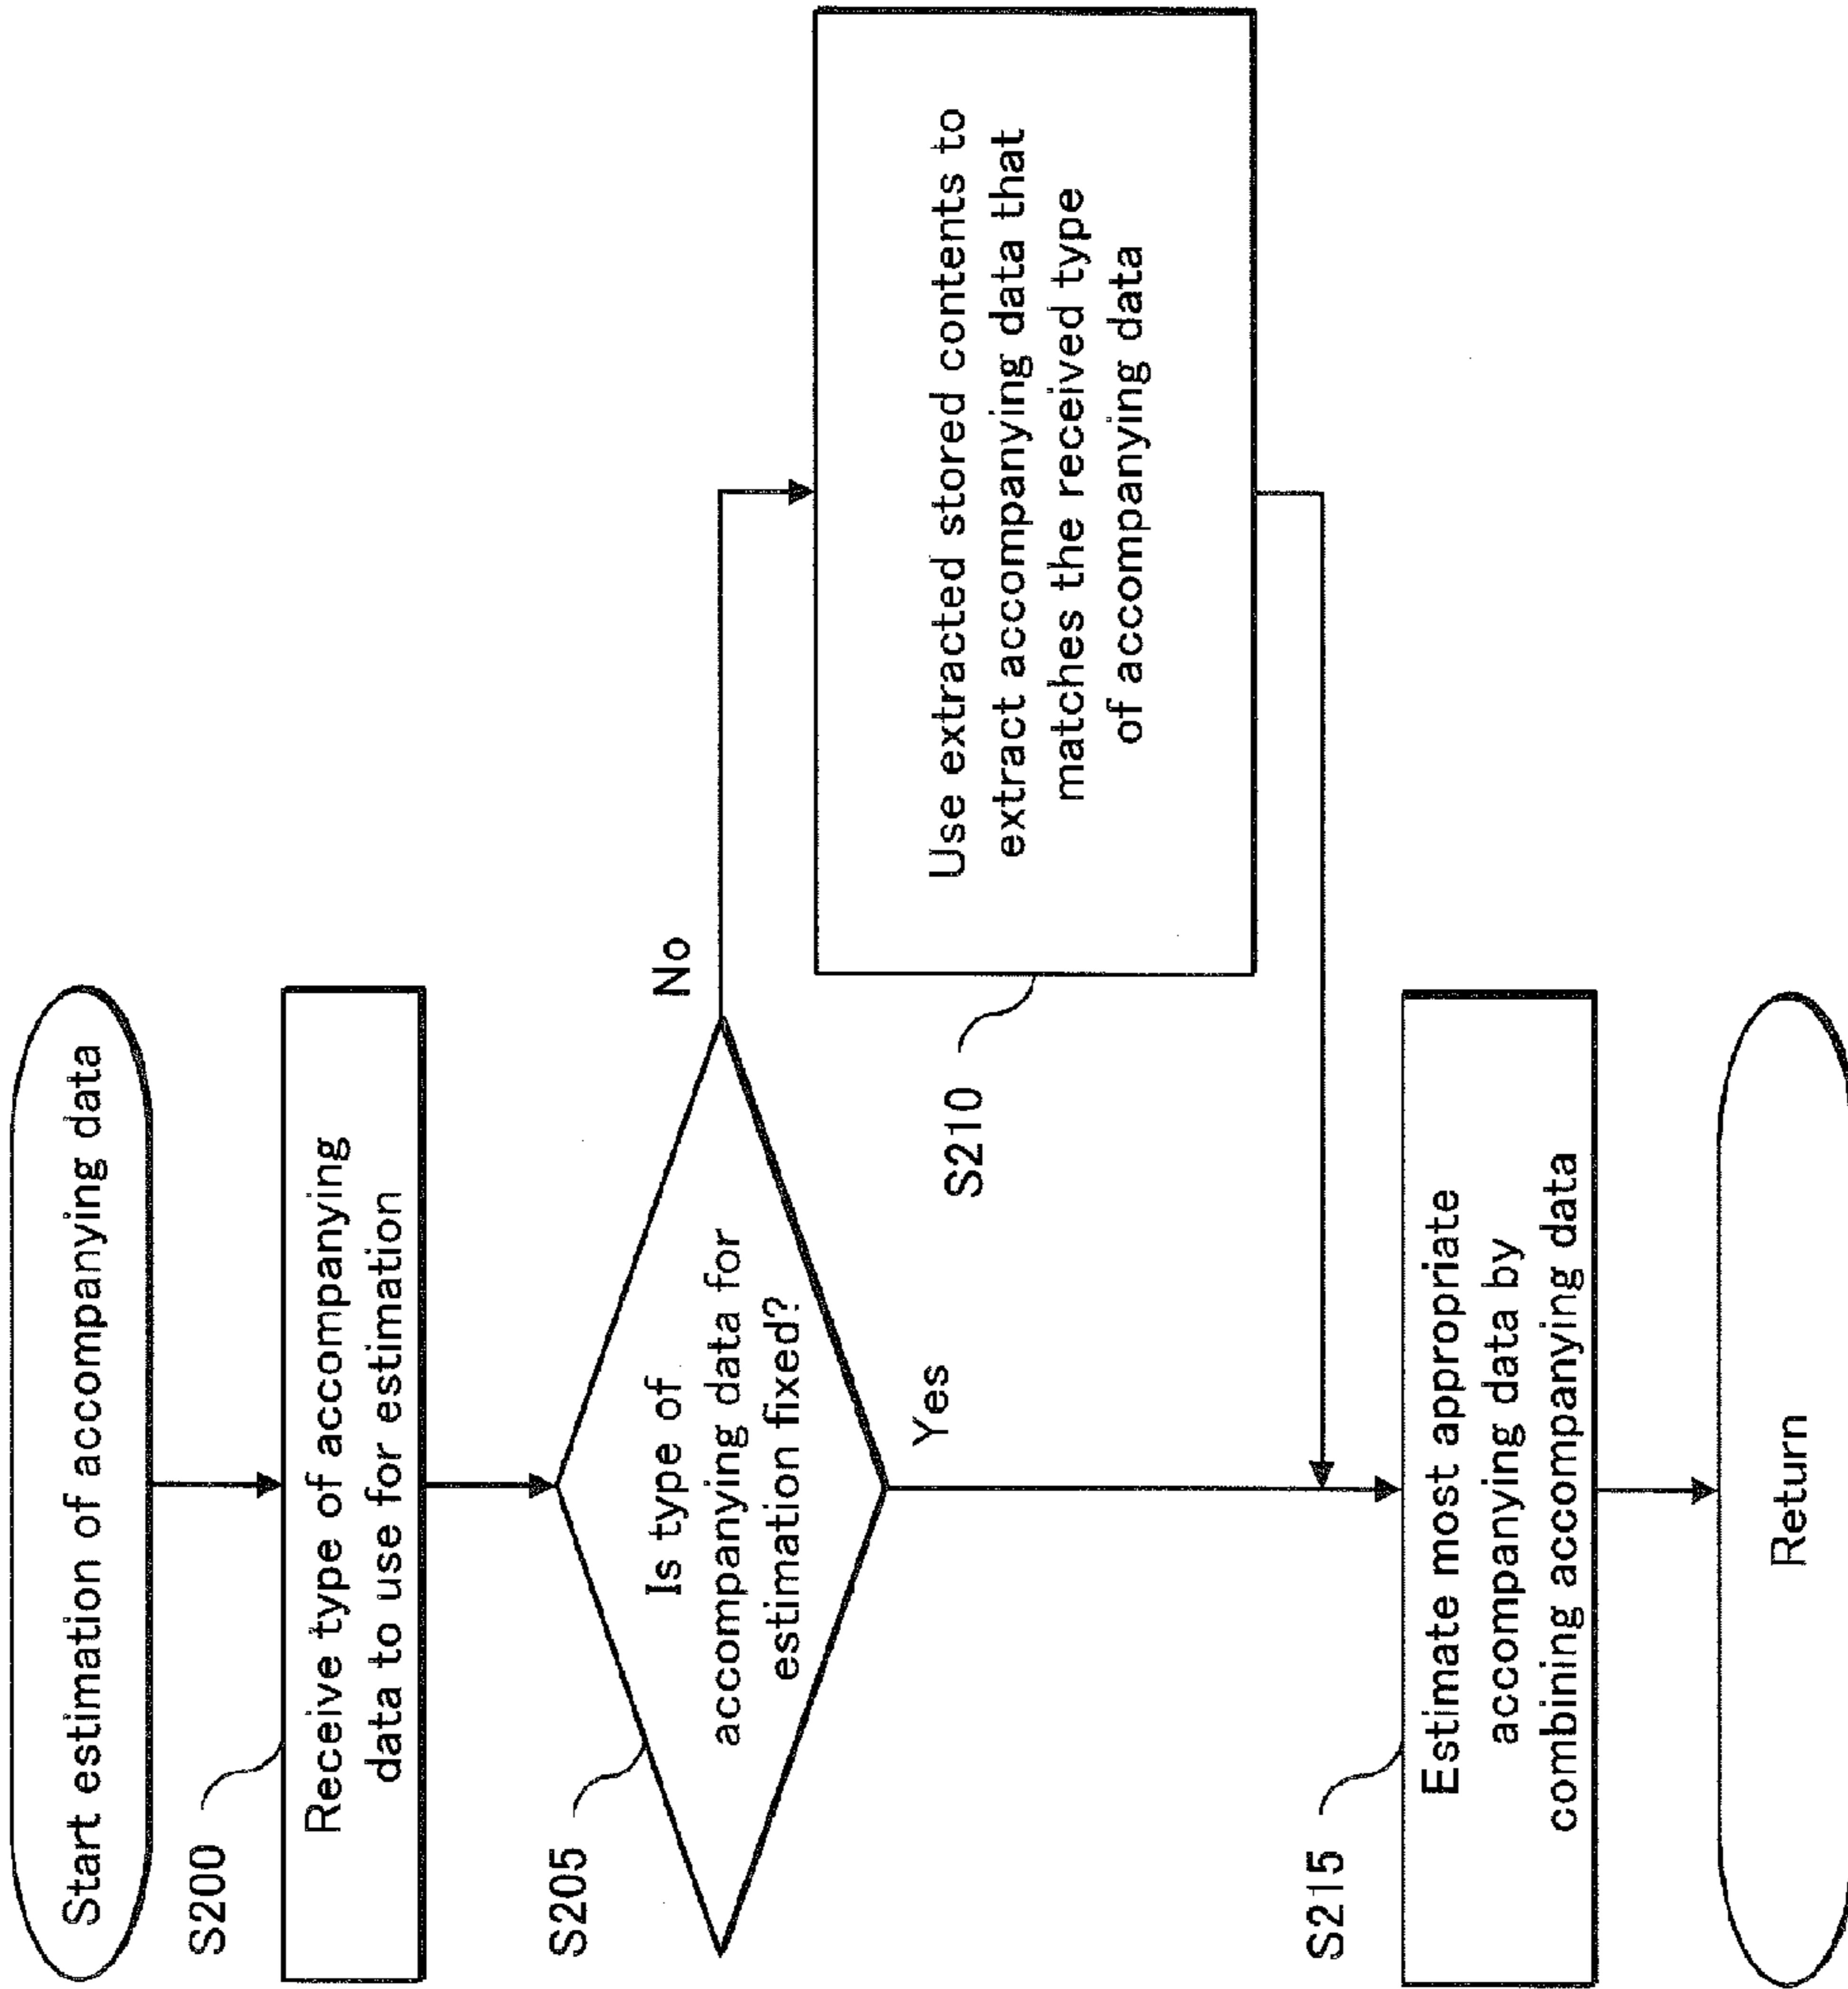 Start estimation of accompanying data
S200
Receive type of accompanying
data to use for estimation
S205
Is type of
accompanying data for
estimation fixed?
No
Yes
S210
Use extracted stored contents to
extract accompanying data that
matches the received type
of accompanying data
S215
Estimate most appropriate
accompanying data by
combining accompanying data
Return